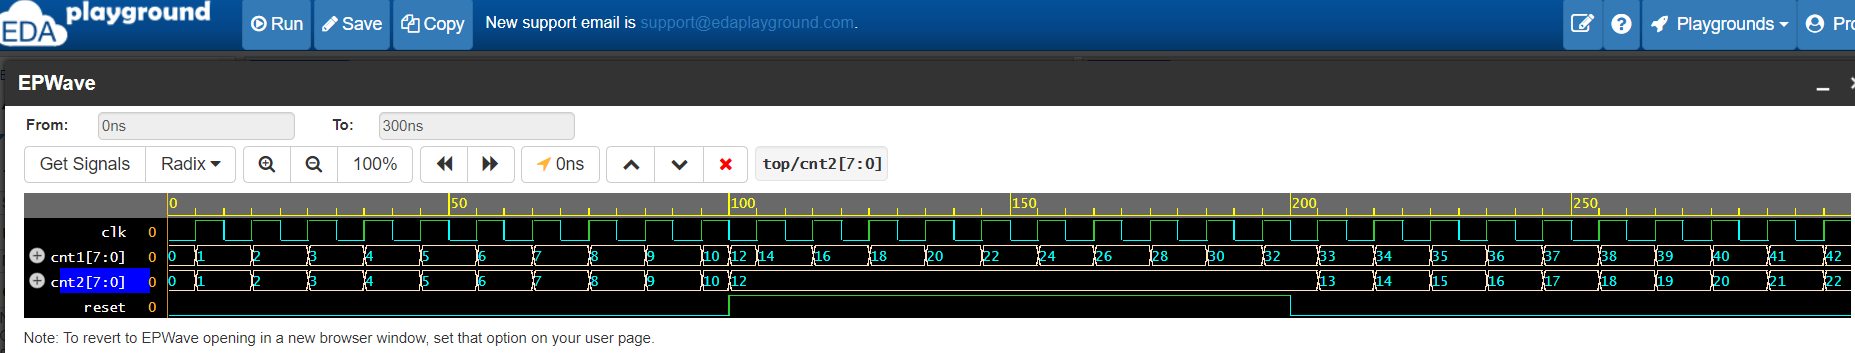 EDA playground Run Save Copy New support email is support@edaplayground.com. Playgrounds
EPWave
From: 0ns To: 300ns
Get Signals Radix 100% 0ns top/cnt2[7:0]
0 50 100 150 200 250
clk 0
cnt1[7:0] 0 0 1 2 3 4 5 6 7 8 9 10 12 14 16 18 20 22 24 26 28 30 32 33 34 35 36 37 38 39 40 41 42
cnt2[7:0] 0 0 1 2 3 4 5 6 7 8 9 10 12 13 14 15 16 17 18 19 20 21 22
reset 0
Note: To revert to EPWave opening in a new browser window, set that option on your user page.